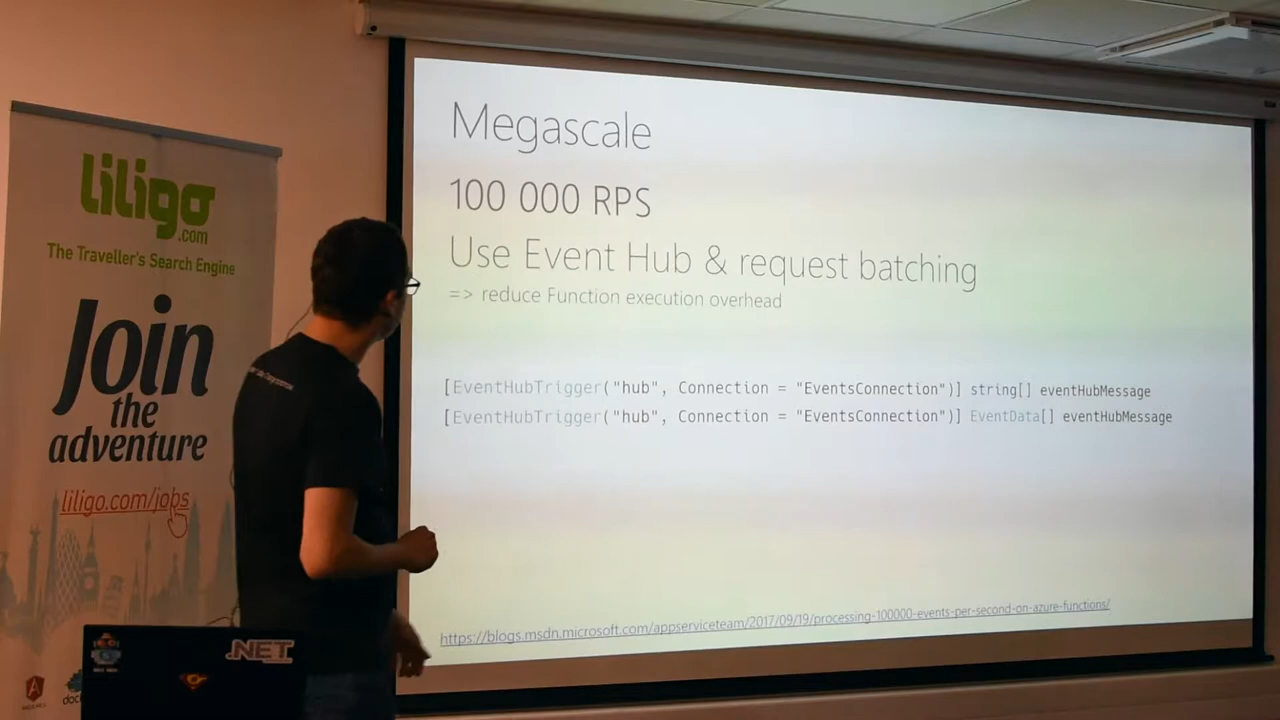 liligo
.com
The Traveller's Search Engine
Join
the
adventure
liligo.com/jobs
.NET
Megascale
100 000 RPS
Use Event Hub & request batching
=> reduce Function execution overhead
[EventHubTrigger("hub", Connection = "EventsConnection")] string[] eventHubMessage
[EventHubTrigger("hub", Connection = "EventsConnection")] EventData[] eventHubMessage
https://blogs.msdn.microsoft.com/appserviceteam/2017/09/19/processing-100000-events-per-second-on-azure-functions/